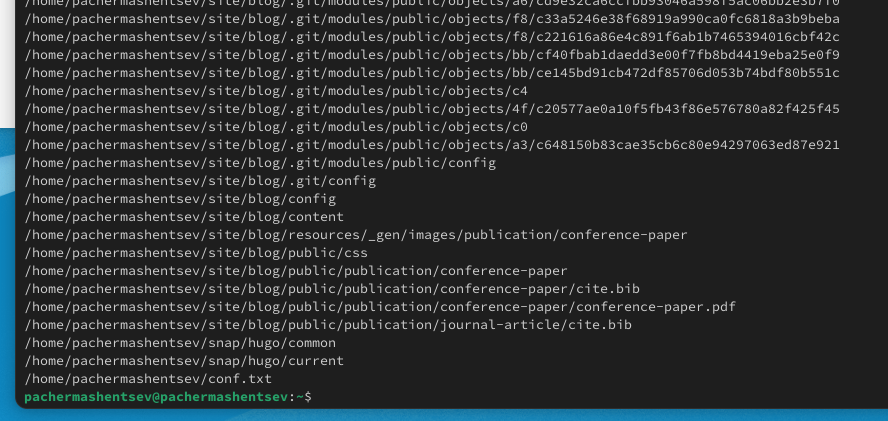 /home/pachermashentsev/site/blog/.git/modules/public/objects/f8/c33a5246e38f68919a990ca0fc6818a3b9beba
/home/pachermashentsev/site/blog/.git/modules/public/objects/f8/c221616a86e4c891f6ab1b7465394016cbf42c
/home/pachermashentsev/site/blog/.git/modules/public/objects/bb/cf40fbab1daedd3e00f7fb8bd4419eba25e0f9
/home/pachermashentsev/site/blog/.git/modules/public/objects/bb/ce145bd91cb472df85706d053b74bdf80b551c
/home/pachermashentsev/site/blog/.git/modules/public/objects/c4
/home/pachermashentsev/site/blog/.git/modules/public/objects/4f/c20577ae0a10f5fb43f86e576780a82f425f45
/home/pachermashentsev/site/blog/.git/modules/public/objects/c0
/home/pachermashentsev/site/blog/.git/modules/public/objects/a3/c648150b83cae35cb6c80e94297063ed87e921
/home/pachermashentsev/site/blog/.git/modules/public/config
/home/pachermashentsev/site/blog/.git/config
/home/pachermashentsev/site/blog/config
/home/pachermashentsev/site/blog/content
/home/pachermashentsev/site/blog/resources/_gen/images/publication/conference-paper
/home/pachermashentsev/site/blog/public/css
/home/pachermashentsev/site/blog/public/publication/conference-paper
/home/pachermashentsev/site/blog/public/publication/conference-paper/cite.bib
/home/pachermashentsev/site/blog/public/publication/conference-paper/conference-paper.pdf
/home/pachermashentsev/site/blog/public/publication/journal-article/cite.bib
/home/pachermashentsev/snap/hugo/common
/home/pachermashentsev/snap/hugo/current
/home/pachermashentsev/conf.txt
pachermashentsev@pachermashentsev:~$